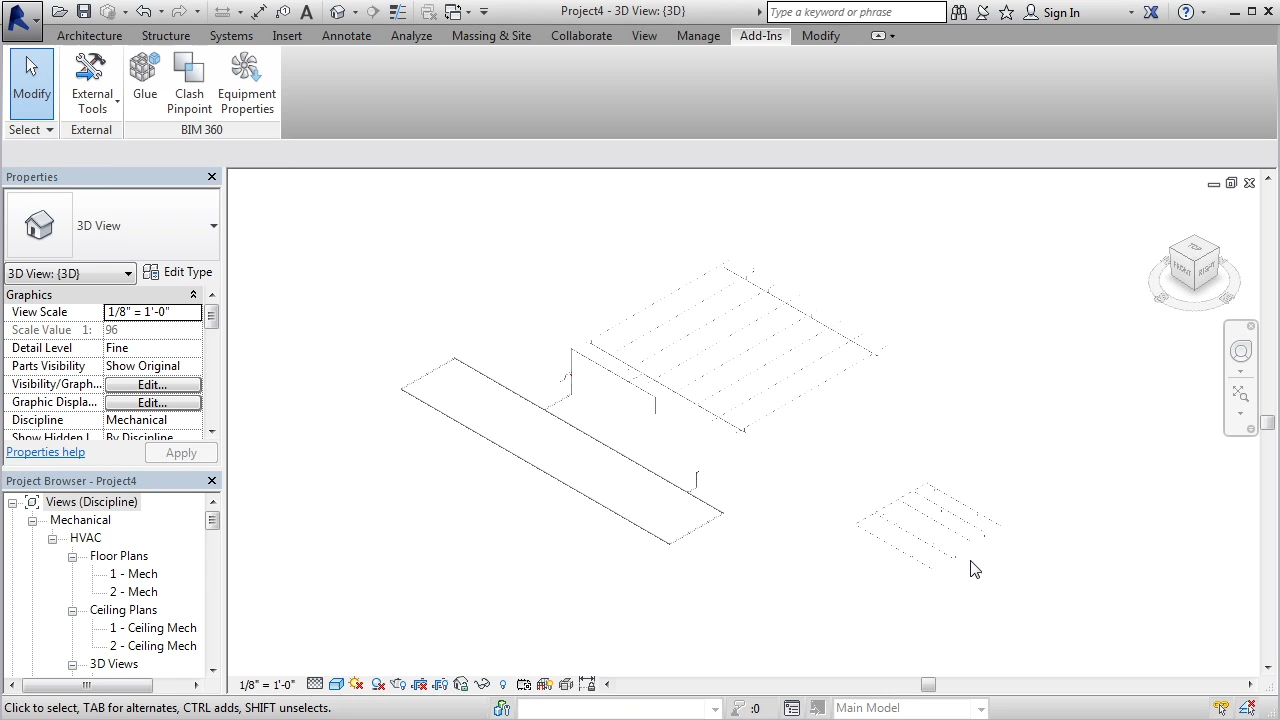 Project4 - 3D View: {3D}
Type a keyword or phrase
Sign In
Architecture
Structure
Systems
Insert
Annotate
Analyze
Massing & Site
Collaborate
View
Manage
Add-Ins
Modify
Modify
External
Tools
Glue
Clash
Pinpoint
Equipment
Properties
Select
External
BIM 360
Properties
3D View
3D View: {3D}
Edit Type
Graphics
View Scale
1/8" = 1'-0"
Scale Value 1:
96
Detail Level
Fine
Parts Visibility
Show Original
Visibility/Graph...
Edit...
Graphic Displa...
Edit...
Discipline
Mechanical
Show Hidden L
By Discipline
Properties help
Apply
Project Browser - Project4
Views (Discipline)
Mechanical
HVAC
Floor Plans
1 - Mech
2 - Mech
Ceiling Plans
1 - Ceiling Mech
2 - Ceiling Mech
3D Views
TOP
FRONT
RIGHT
1/8" = 1'-0"
Click to select, TAB for alternates, CTRL adds, SHIFT unselects.
:0
Main Model